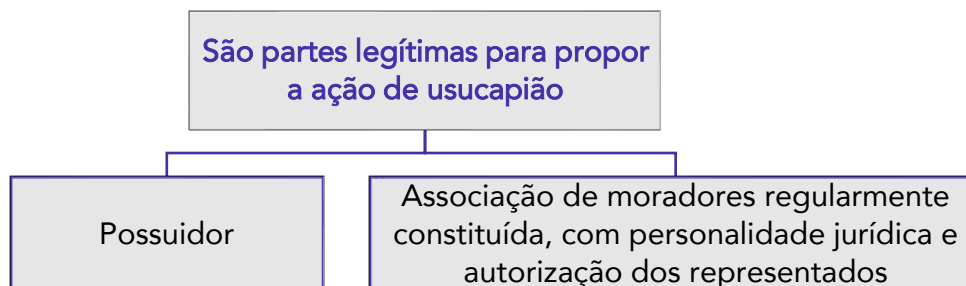 São partes legítimas para propor
a ação de usucapião
Possuidor
Associação de moradores regularmente
constituída, com personalidade jurídica e
autorização dos representados